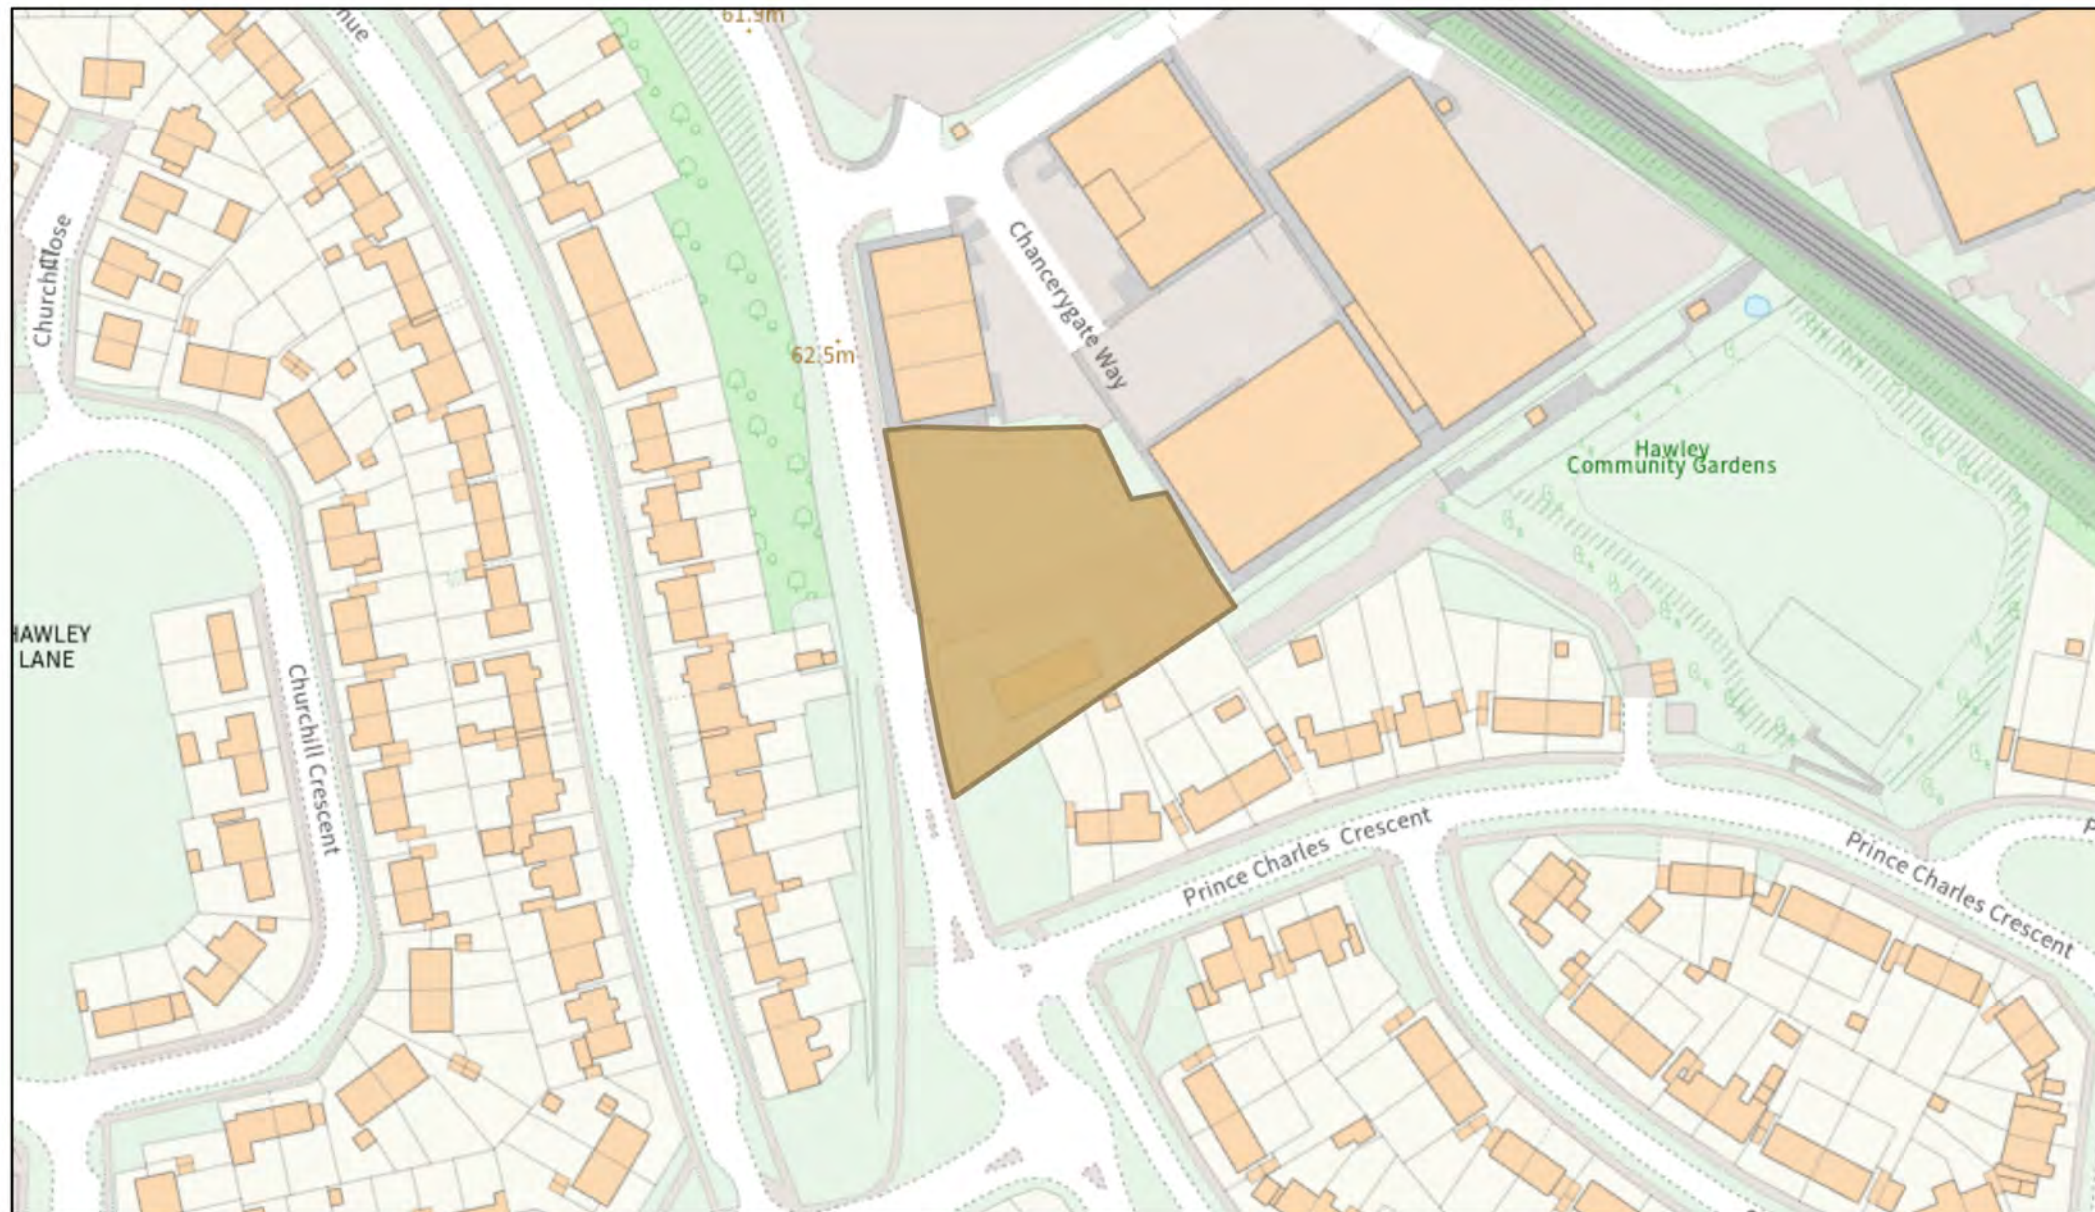 61.9m
nue
Churchill
Close
Chancerygate Way
62.5m
Hawley
Community Gardens
HAWLEY
LANE
Churchill Crescent
Prince Charles Crescent
Prince Charles Crescent
P